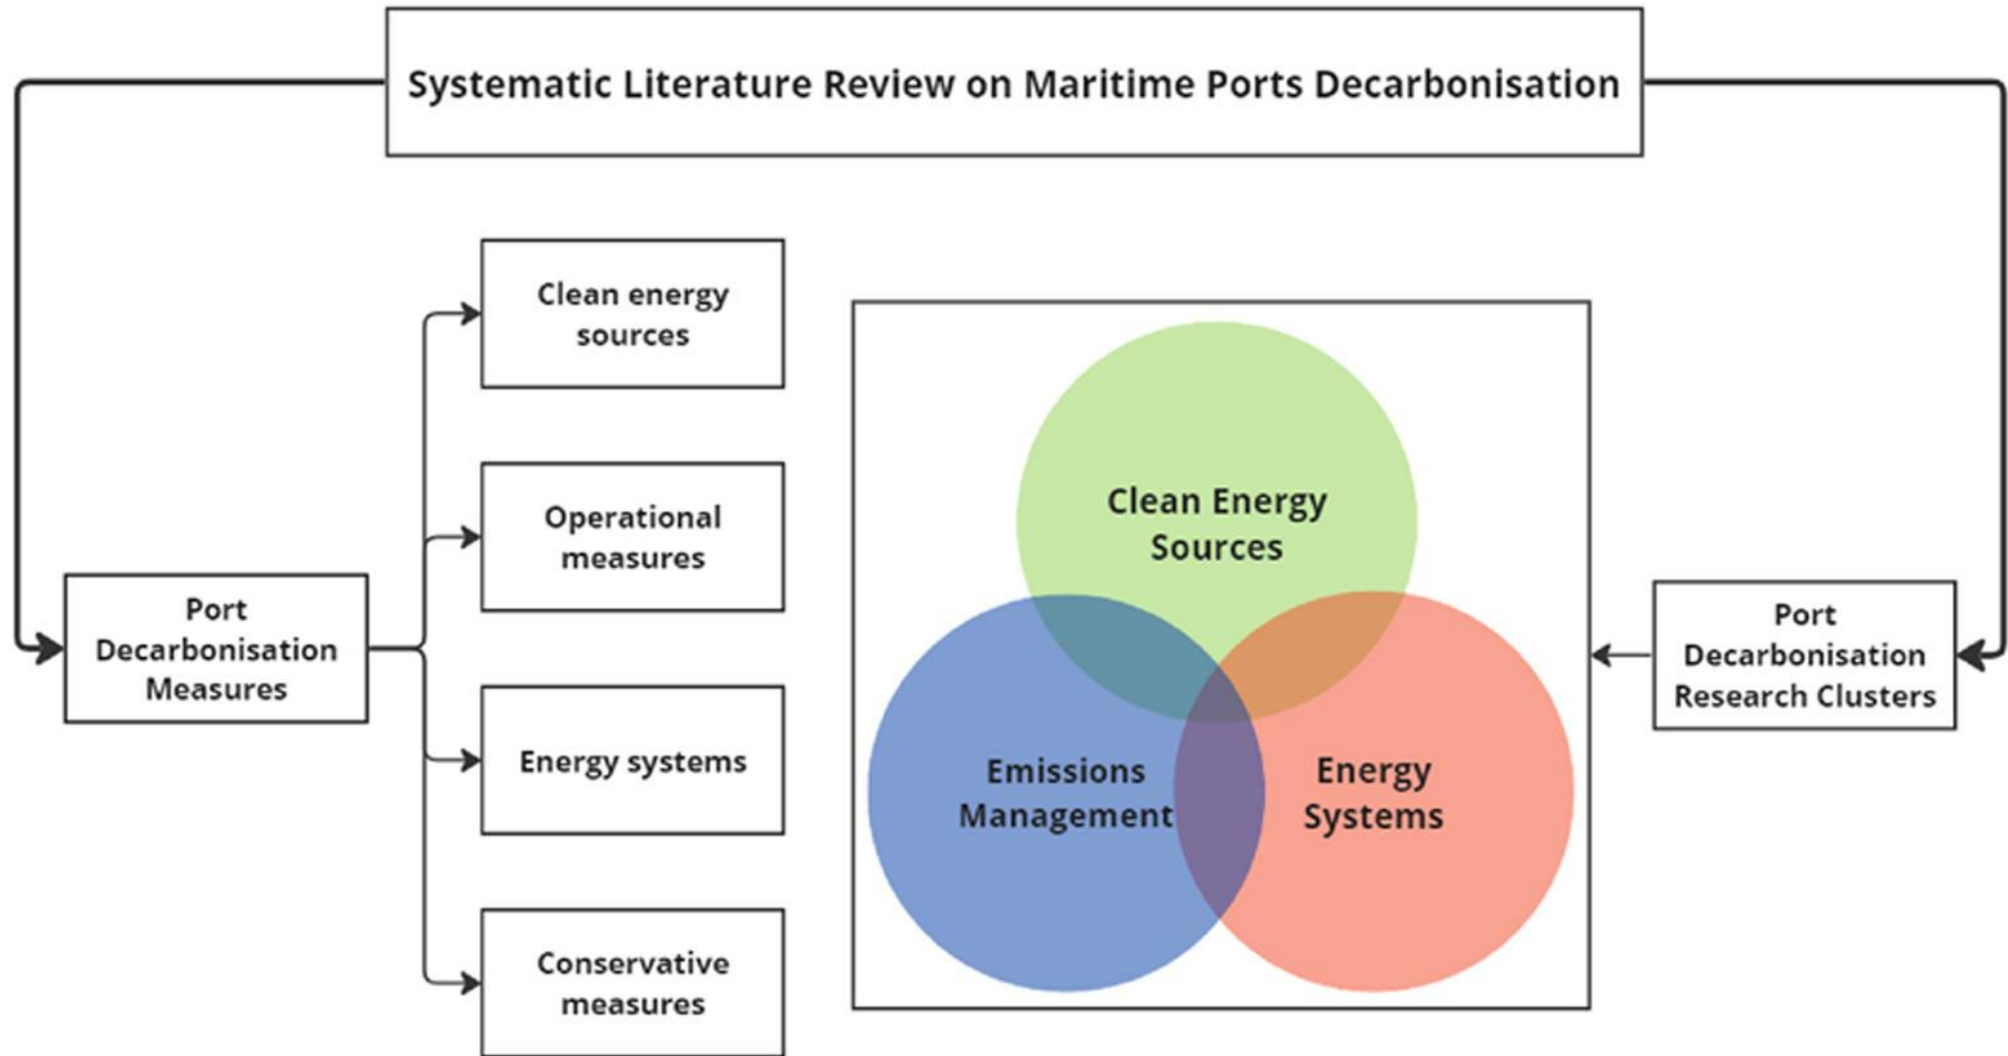 Systematic Literature Review on Maritime Ports Decarbonisation
Port
Decarbonisation
Measures
Clean energy
sources
Operational
measures
Energy systems
Conservative
measures
Clean Energy
Sources
Emissions
Management
Energy
Systems
Port
Decarbonisation
Research Clusters